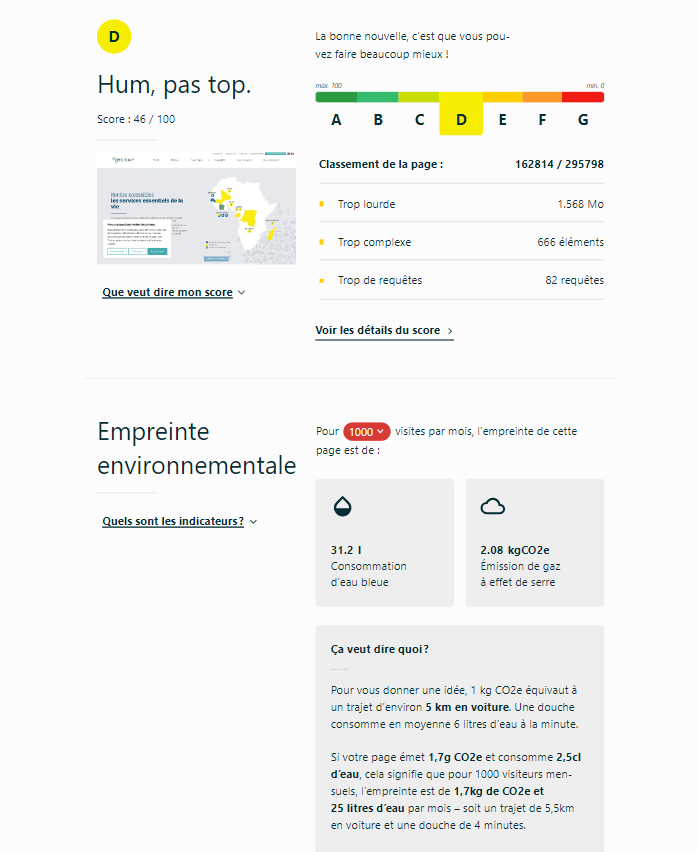 D
Hum, pas top.
Score : 46 / 100
Rendre accessibles
les services essentiels de la
vie
Que veut dire mon score
La bonne nouvelle, c'est que vous pou-
vez faire beaucoup mieux !
max. 100
min. 0
A B C D E F G
Classement de la page : 162814 / 295798
Trop lourde 1.568 Mo
Trop complexe 666 éléments
Trop de requêtes 82 requêtes
Voir les détails du score
Empreinte
environnementale
Quels sont les indicateurs ?
Pour 1000 visites par mois, l'empreinte de cette
page est de :
31.2 l
Consommation
d'eau bleue
2.08 kgCO2e
Émission de gaz
à effet de serre
Ça veut dire quoi ?
Pour vous donner une idée, 1 kg CO2e équivaut à
un trajet d'environ 5 km en voiture. Une douche
consomme en moyenne 6 litres d'eau à la minute.
Si votre page émet 1,7g CO2e et consomme 2,5cl
d'eau, cela signifie que pour 1000 visiteurs men-
suels, l'empreinte est de 1,7kg de CO2e et
25 litres d'eau par mois – soit un trajet de 5,5km
en voiture et une douche de 4 minutes.